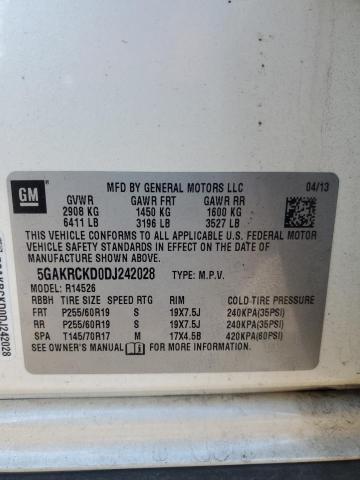 GM
MFD BY GENERAL MOTORS LLC 04/13
GVWR GAWR FRT GAWR RR
2908 KG 1450 KG 1600 KG
6411 LB 3196 LB 3527 LB
THIS VEHICLE CONFORMS TO ALL APPLICABLE U.S. FEDERAL MOTOR
VEHICLE SAFETY STANDARDS IN EFFECT ON THE DATE OF
MANUFACTURE SHOWN ABOVE.
5GAKRCKD0DJ242028 TYPE: M.P.V.
MODEL: R14526
RBBH TIRE SIZE SPEED RTG RIM COLD TIRE PRESSURE
FRT P255/60R19 S 19X7.5J 240KPA(35PSI)
RR P255/60R19 S 19X7.5J 240KPA(35PSI)
SPA T145/70R17 M 17X4.5B 420KPA(60PSI)
SEE OWNER'S MANUAL FOR ADDITIONAL INFORMATION.
5GAKRCKD0DJ242028